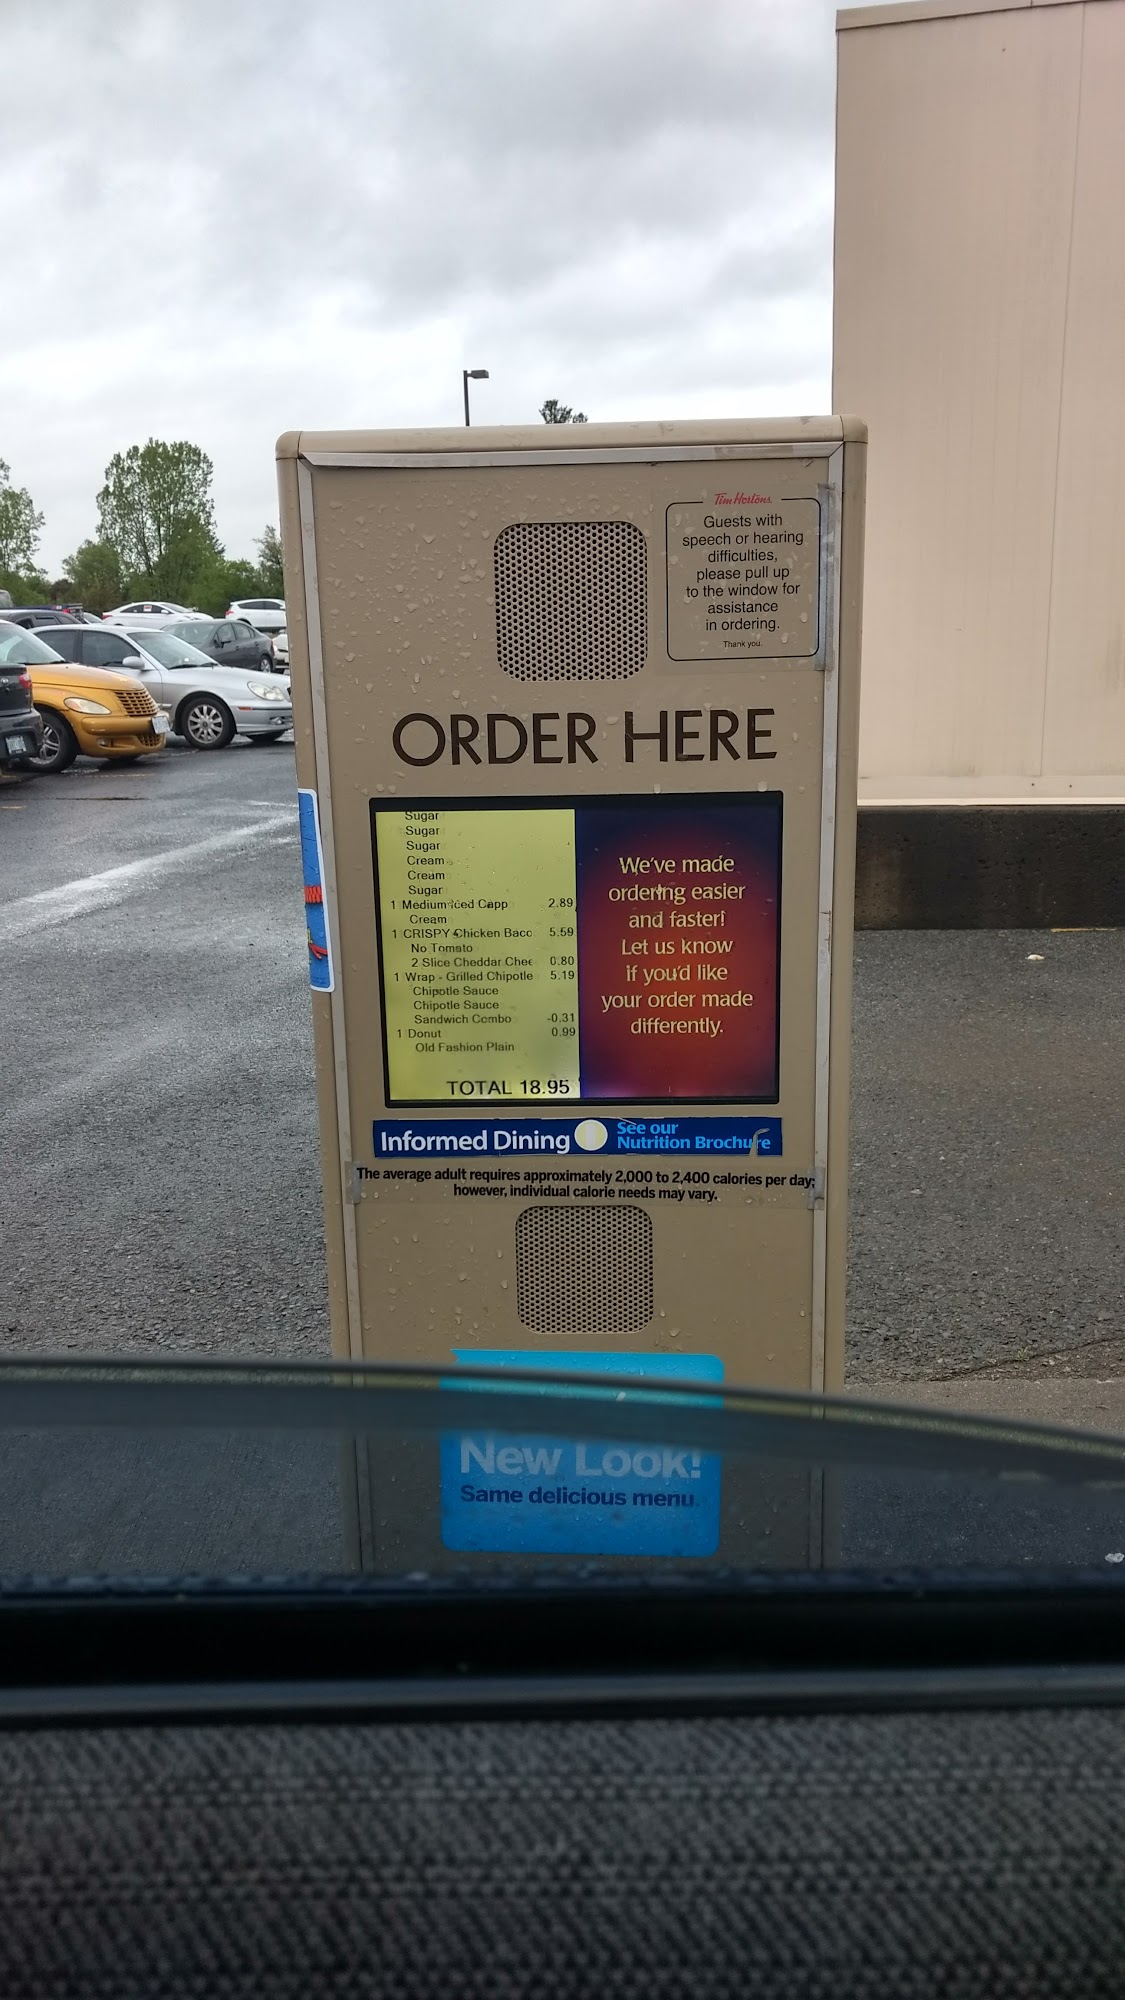 Tim Hortons
Guests with
speech or hearing
difficulties,
please pull up
to the window for
assistance
in ordering.
Thank you.
ORDER HERE
Sugar
Sugar
Sugar
Cream
Cream
Sugar
1 Medium Iced Capp 2.89
Cream
1 CRISPY Chicken Baco 5.59
No Tomato
2 Slice Cheddar Chee 0.80
1 Wrap - Grilled Chipotle 5.19
Chipotle Sauce
Chipotle Sauce
Sandwich Combo -0.31
1 Donut 0.99
Old Fashion Plain
TOTAL 18.95
We've made
ordering easier
and faster!
Let us know
if you'd like
your order made
differently.
Informed Dining
See our
Nutrition Brochure
The average adult requires approximately 2,000 to 2,400 calories per day;
however, individual calorie needs may vary.
New Look!
Same delicious menu.